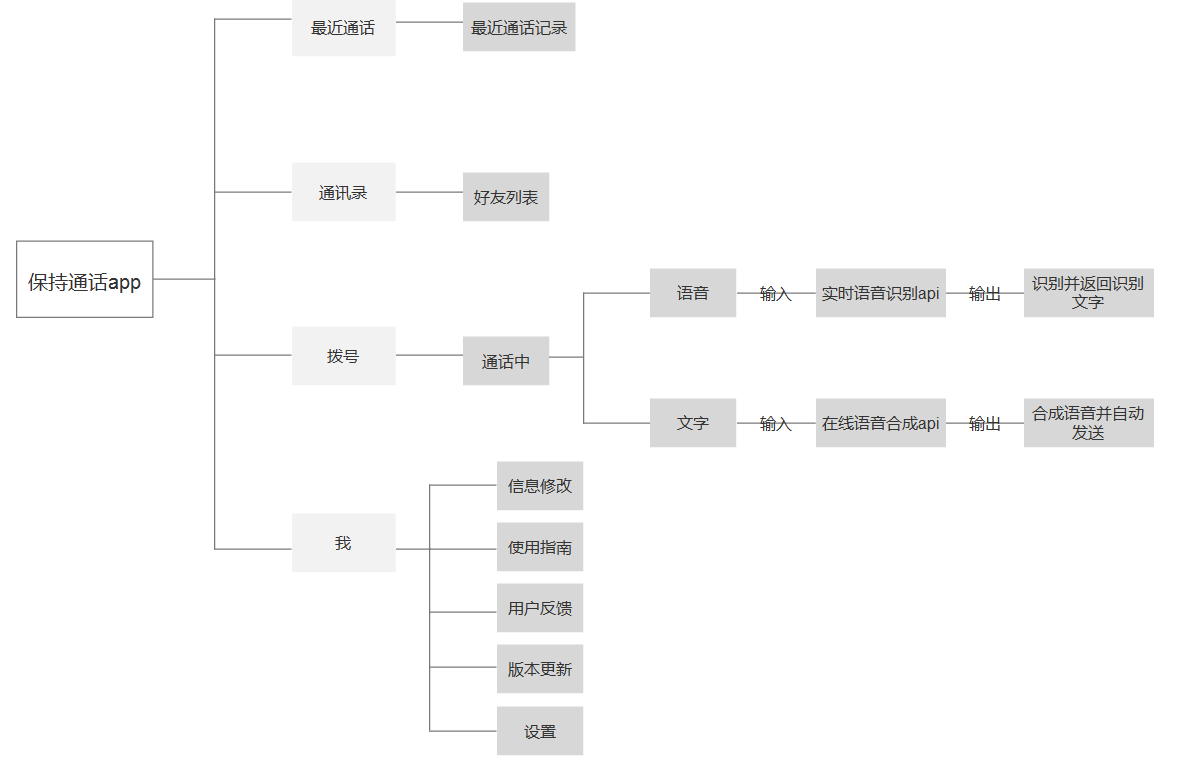 最近通话
最近通话记录
通讯录
好友列表
保持通话app
拨号
通话中
语音
输入
实时语音识别api
输出
识别并返回识别
文字
文字
输入
在线语音合成api
输出
合成语音并自动
发送
我
信息修改
使用指南
用户反馈
版本更新
设置